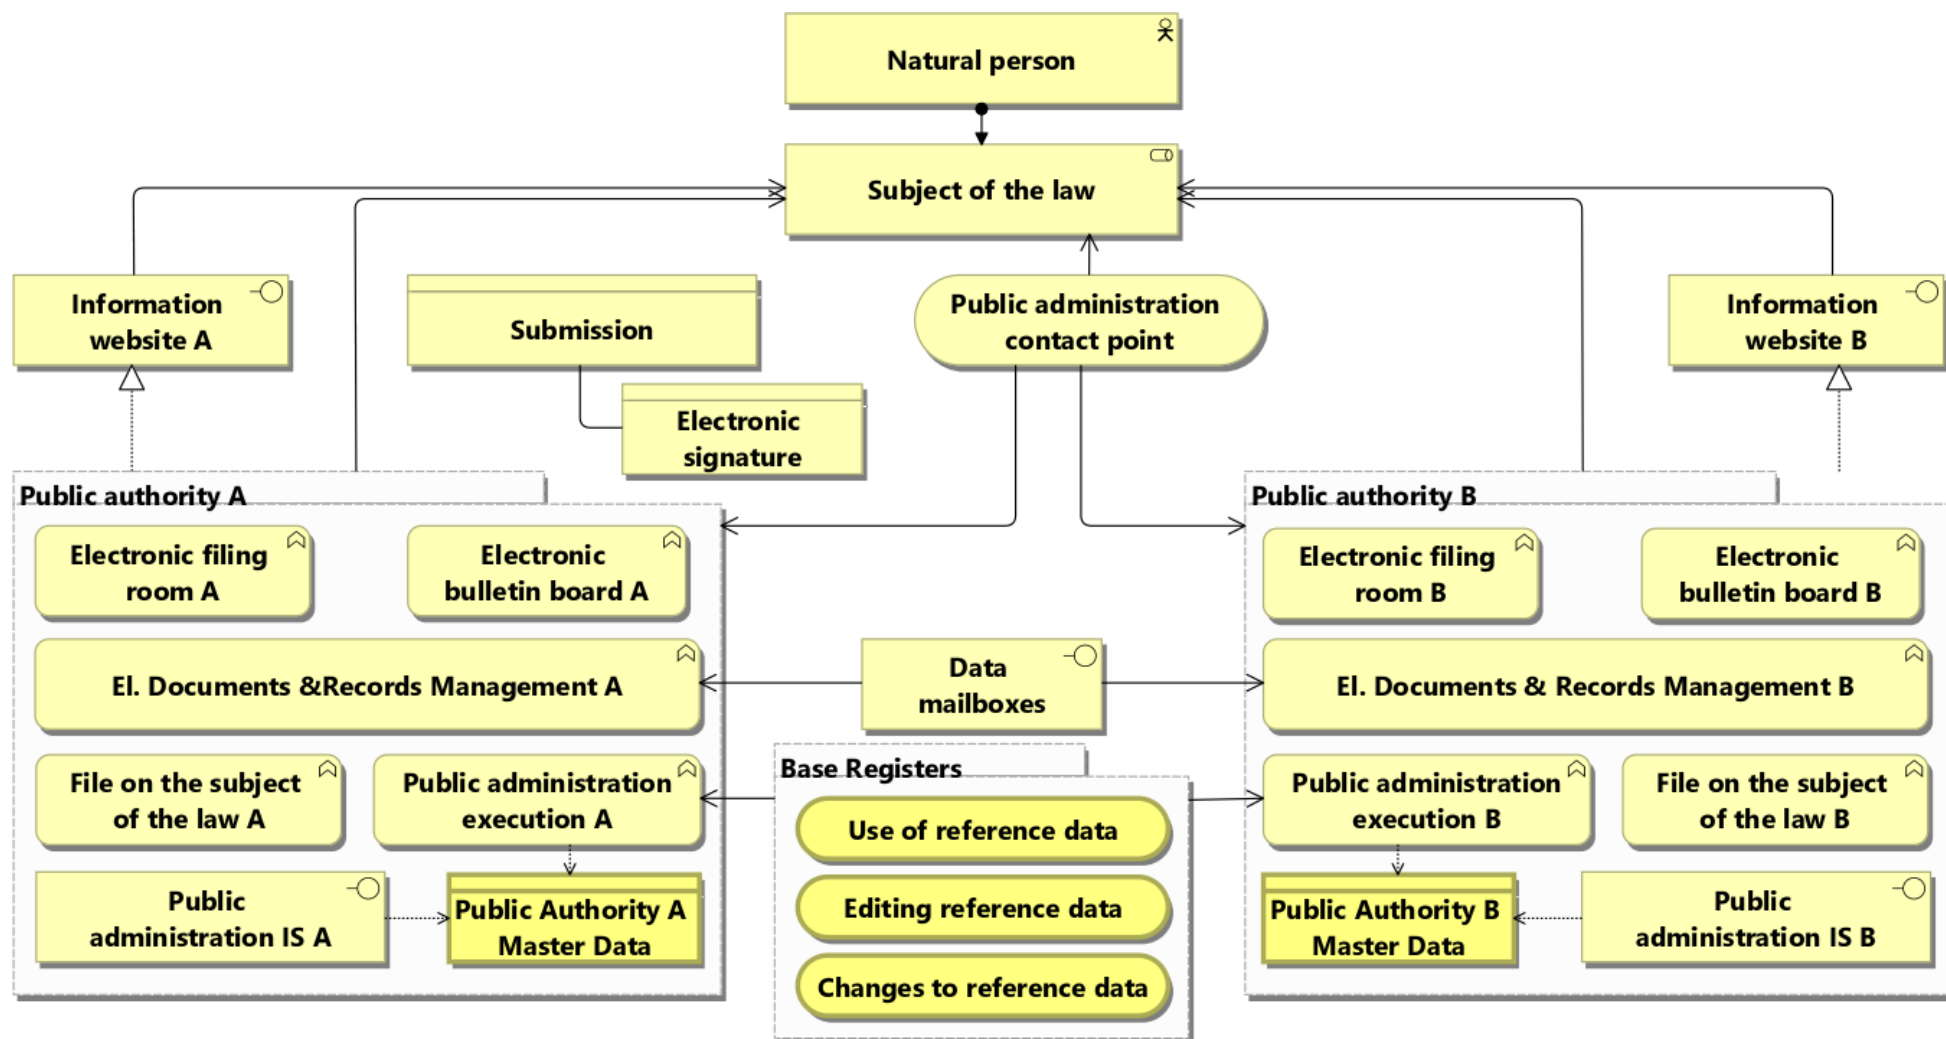 Natural person
Subject of the law
Information
website A
Submission
Public administration
contact point
Information
website B
Electronic
signature
Public authority A
Electronic filing
room A
Electronic
bulletin board A
El. Documents &Records Management A
File on the subject
of the law A
Public administration
execution A
Public
administration IS A
Public Authority A
Master Data
Data
mailboxes
Base Registers
Use of reference data
Editing reference data
Changes to reference data
Public authority B
Electronic filing
room B
Electronic
bulletin board B
El. Documents & Records Management B
Public administration
execution B
File on the subject
of the law B
Public Authority B
Master Data
Public
administration IS B